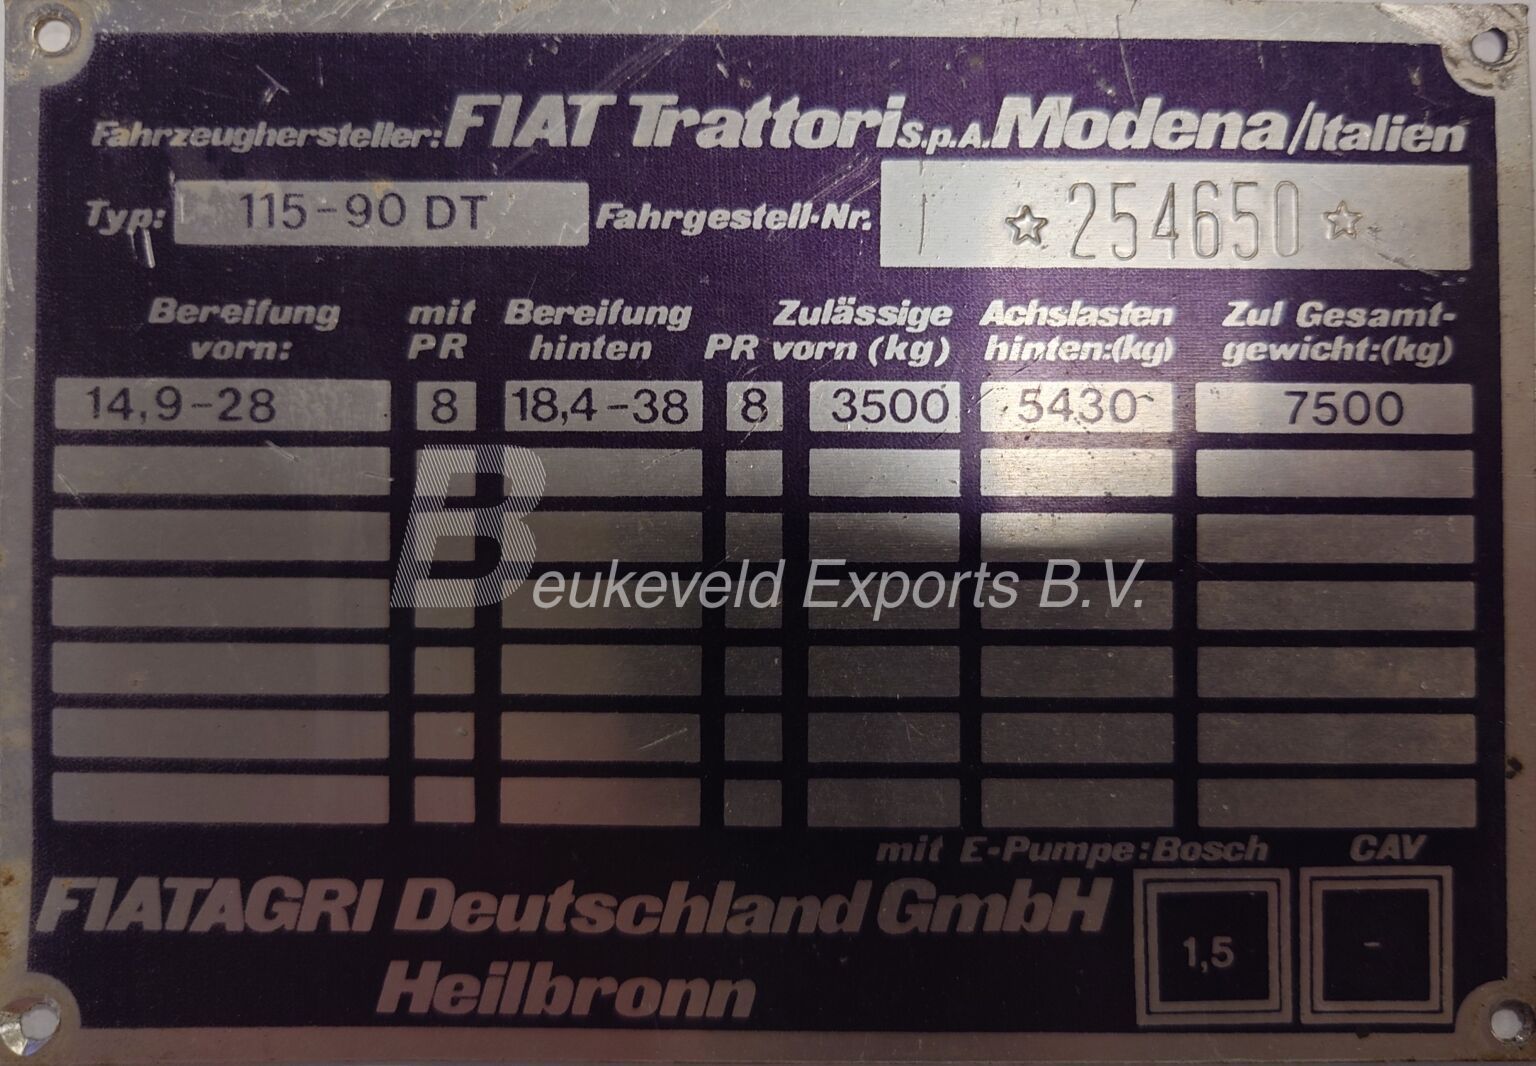 Fahrzeughersteller: FIAT Trattori S.p.A. Modena/Italien
Typ: 115-90 DT Fahrgestell-Nr. ☆ 254650 ☆
Bereifung mit Bereifung Zulässige Achslasten Zul Gesamt-
vorn: PR hinten PR vorn (kg) hinten:(kg) gewicht:(kg)
14,9-28 8 18,4-38 8 3500 5430 7500
Beukeveld Exports B.V.
mit E-Pumpe:Bosch CAV
FIATAGRI Deutschland GmbH 1,5 -
Heilbronn